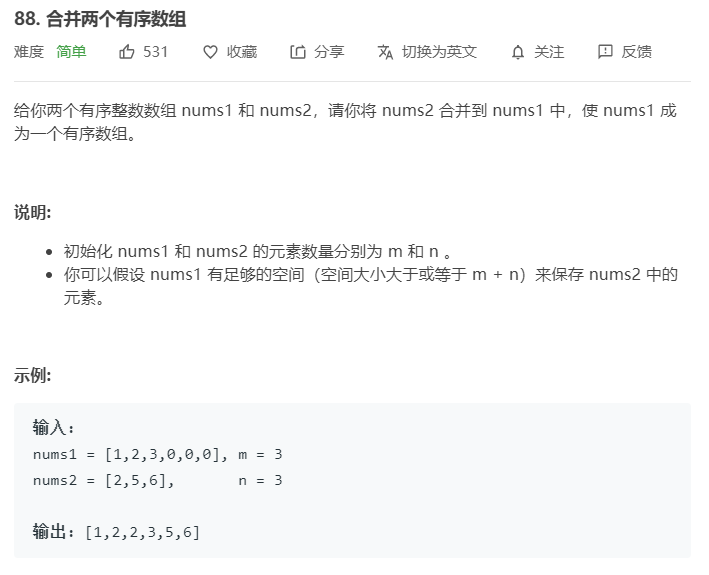 88. 合并两个有序数组
难度 简单 531 收藏 分享 切换为英文 关注 反馈
给你两个有序整数数组 nums1 和 nums2，请你将 nums2 合并到 nums1 中，使 nums1 成
为一个有序数组。
说明:
• 初始化 nums1 和 nums2 的元素数量分别为 m 和 n 。
• 你可以假设 nums1 有足够的空间（空间大小大于或等于 m + n）来保存 nums2 中的
元素。
示例:
输入：
nums1 = [1,2,3,0,0,0], m = 3
nums2 = [2,5,6],       n = 3
输出：[1,2,2,3,5,6]